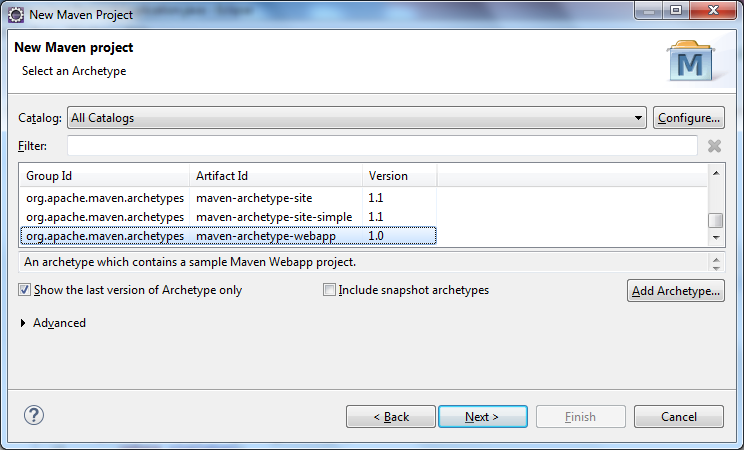 New Maven Project
New Maven project
Select an Archetype
M
Catalog: All Catalogs Configure...
Filter:
Group Id Artifact Id Version
org.apache.maven.archetypes maven-archetype-site 1.1
org.apache.maven.archetypes maven-archetype-site-simple 1.1
org.apache.maven.archetypes maven-archetype-webapp 1.0
An archetype which contains a sample Maven Webapp project.
Show the last version of Archetype only Include snapshot archetypes Add Archetype...
Advanced
? < Back Next > Finish Cancel